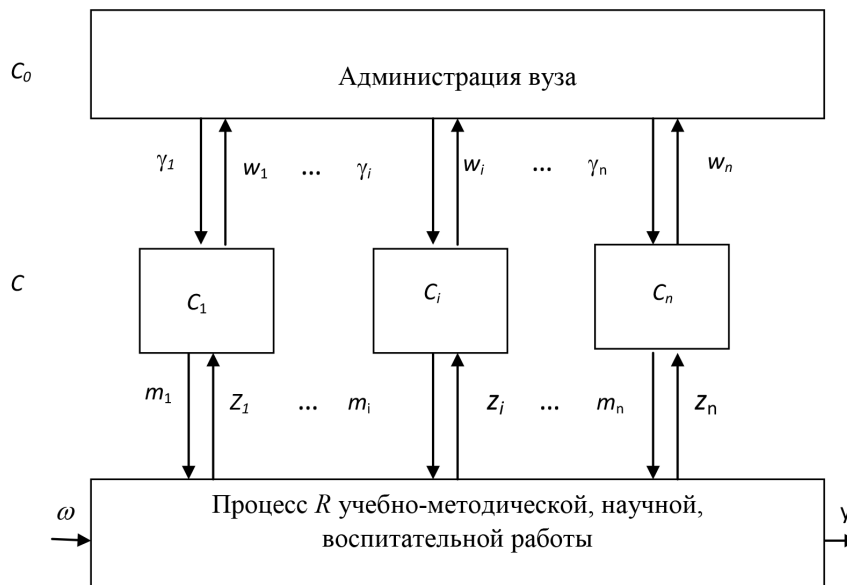 C₀
Администрация вуза
γ₁ w₁ ... γᵢ wᵢ ... γₙ wₙ
C
C₁ Cᵢ Cₙ
m₁ Z₁ ... mᵢ zᵢ ... mₙ zₙ
Процесс R учебно-методической, научной,
воспитательной работы
ω y